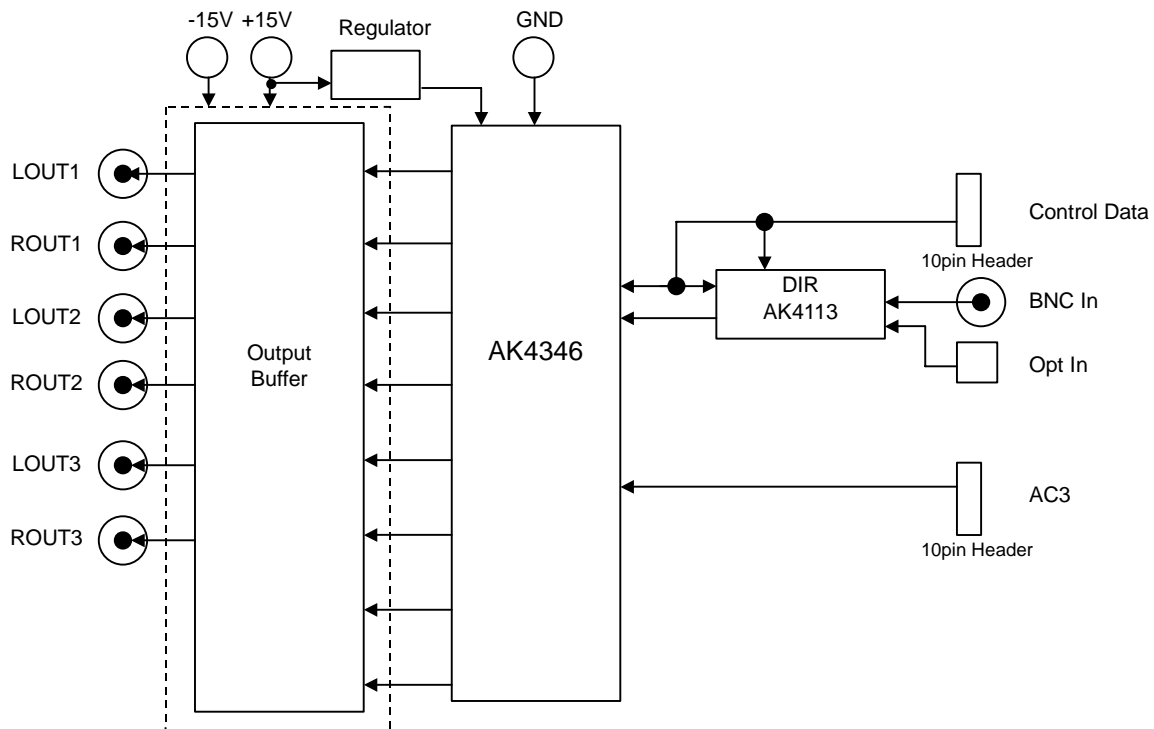 -15V +15V
Regulator
GND
LOUT1
ROUT1
LOUT2
ROUT2
LOUT3
ROUT3
Output
Buffer
AK4346
Control Data
10pin Header
DIR
AK4113
BNC In
Opt In
AC3
10pin Header